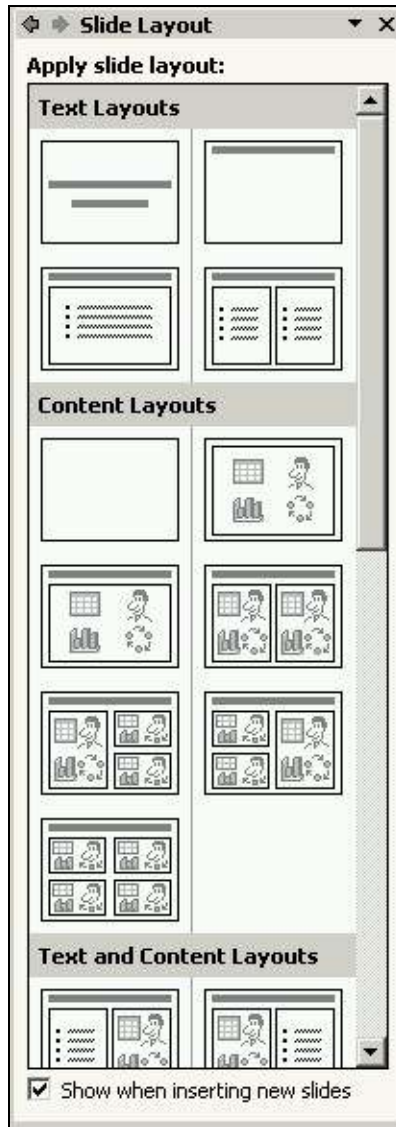 Slide Layout
Apply slide layout:
Text Layouts
Content Layouts
Text and Content Layouts
Show when inserting new slides